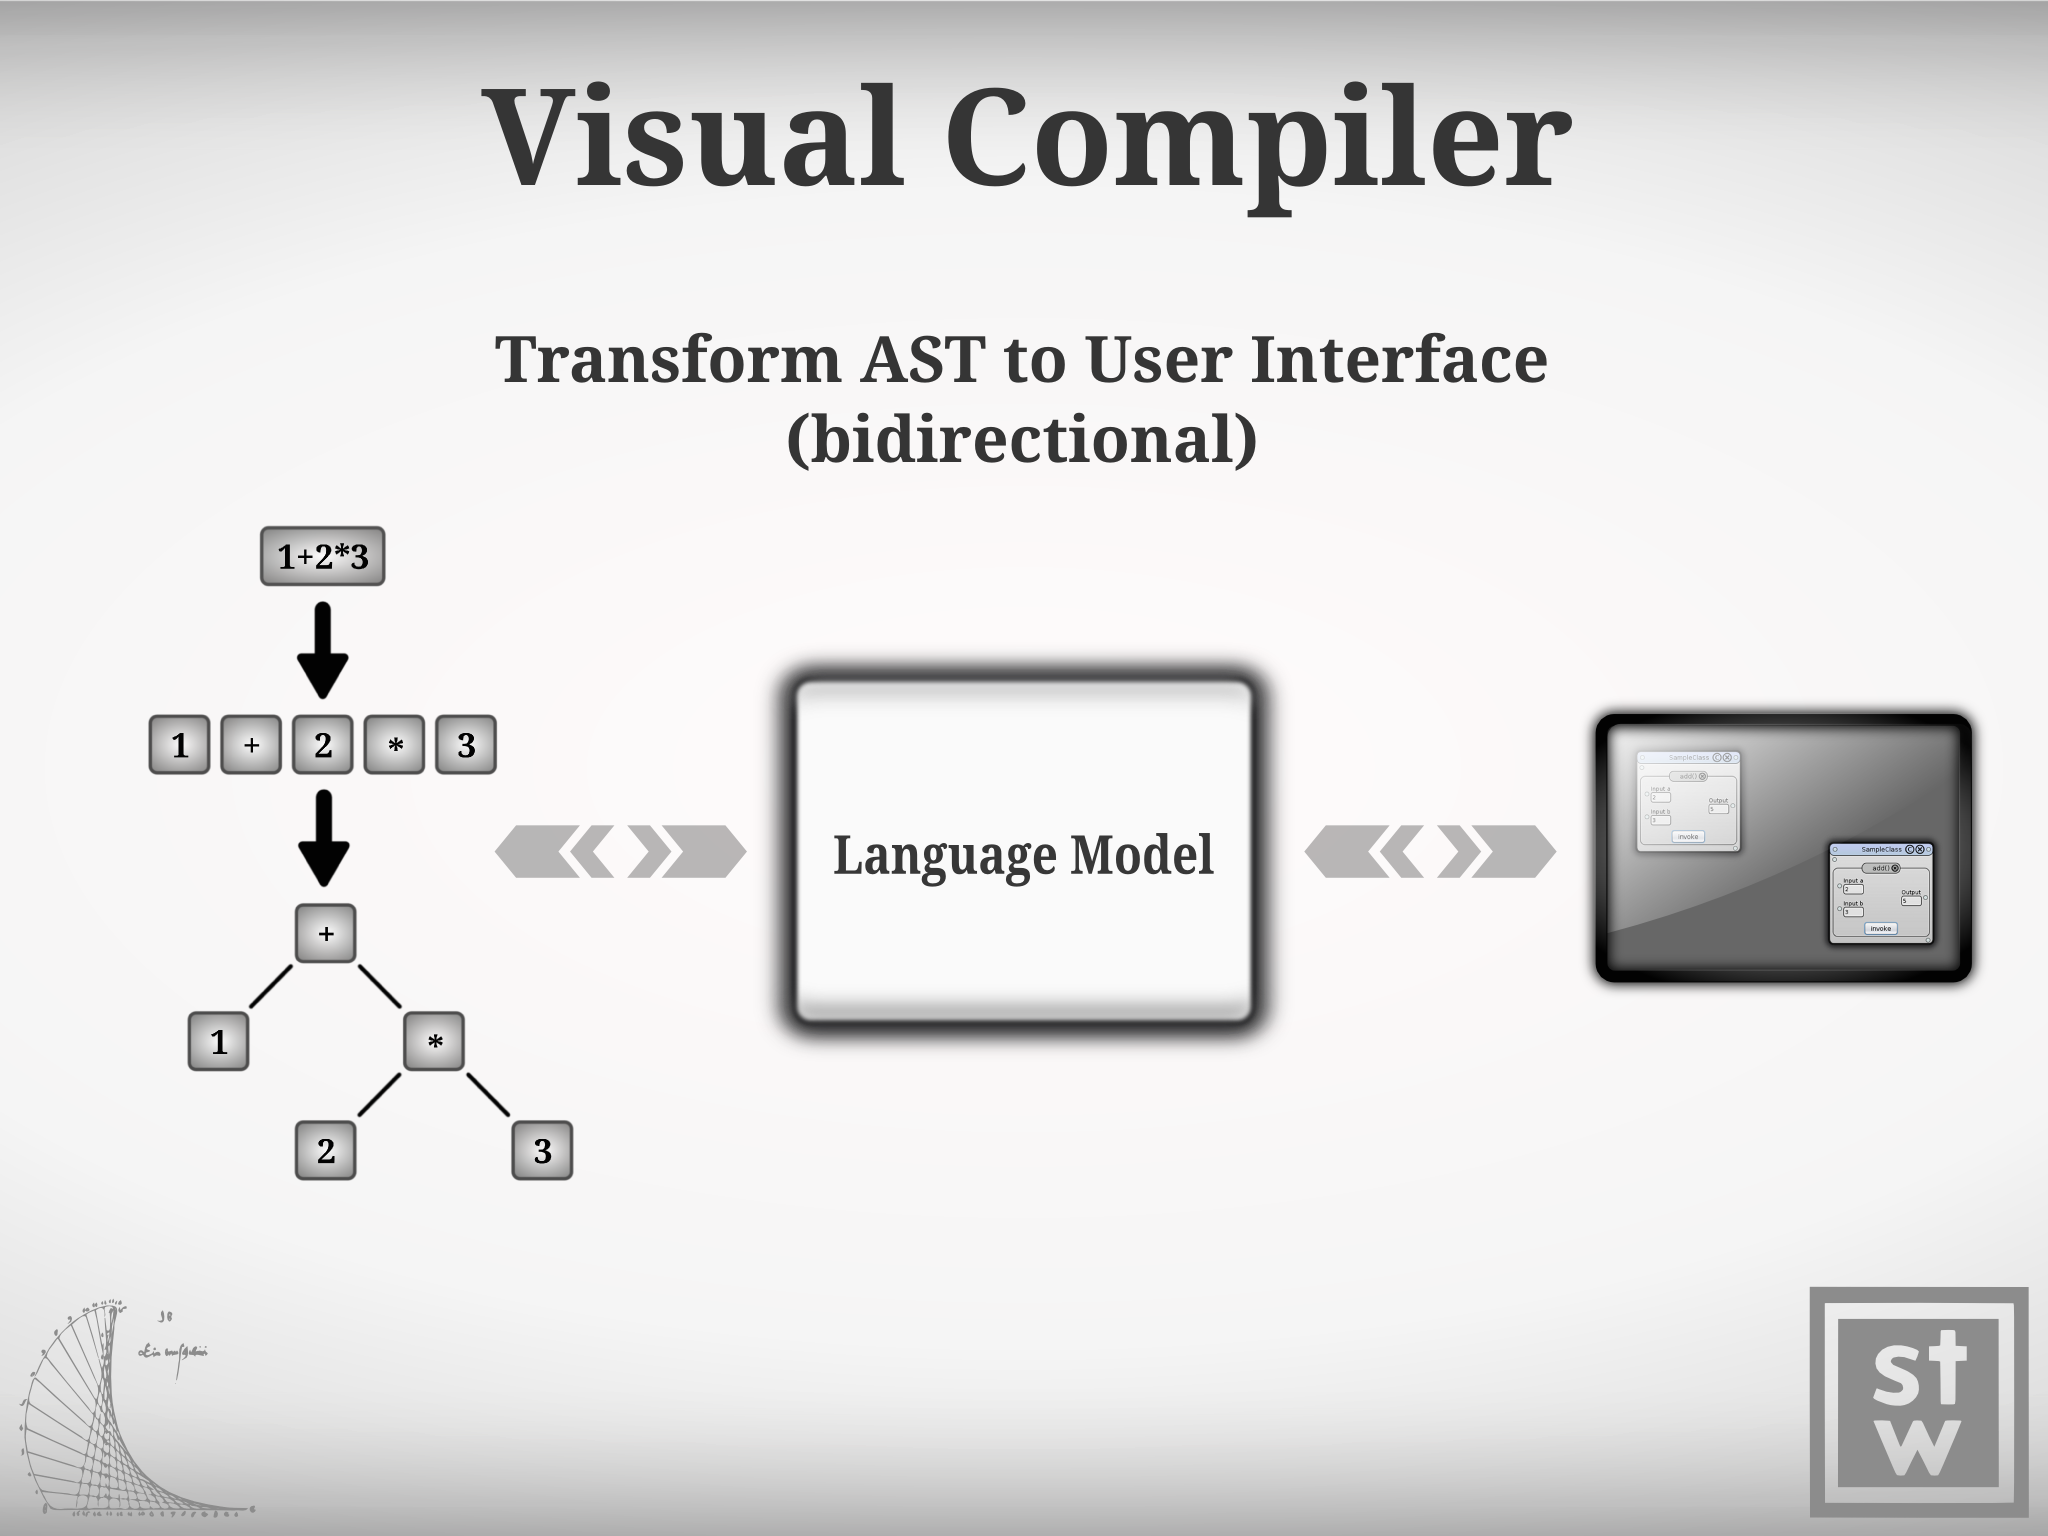 Visual Compiler
Transform AST to User Interface
(bidirectional)
1+2*3
1 + 2 * 3
+
1 *
2 3
Language Model
SampleClass
add()
Input a
2
Output
5
Input b
3
invoke
SampleClass
add()
Input a
2
Output
5
Input b
3
invoke
st
w